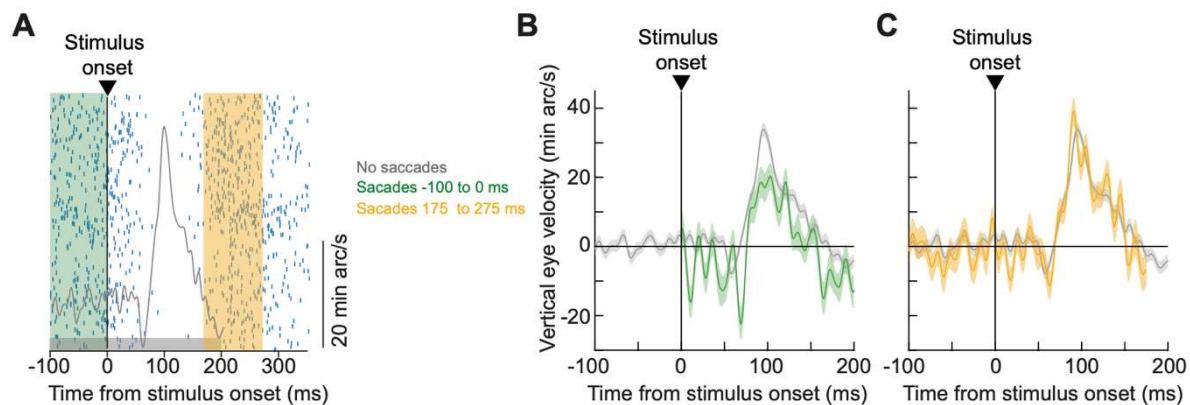 A
Stimulus
onset
-100 0 100 200 300
Time from stimulus onset (ms)
20 min arc/s
No saccades
Sacades -100 to 0 ms
Sacades 175 to 275 ms
B
Stimulus
onset
Vertical eye velocity (min arc/s)
40
20
0
-20
-100 0 100 200
Time from stimulus onset (ms)
C
Stimulus
onset
-100 0 100 200
Time from stimulus onset (ms)